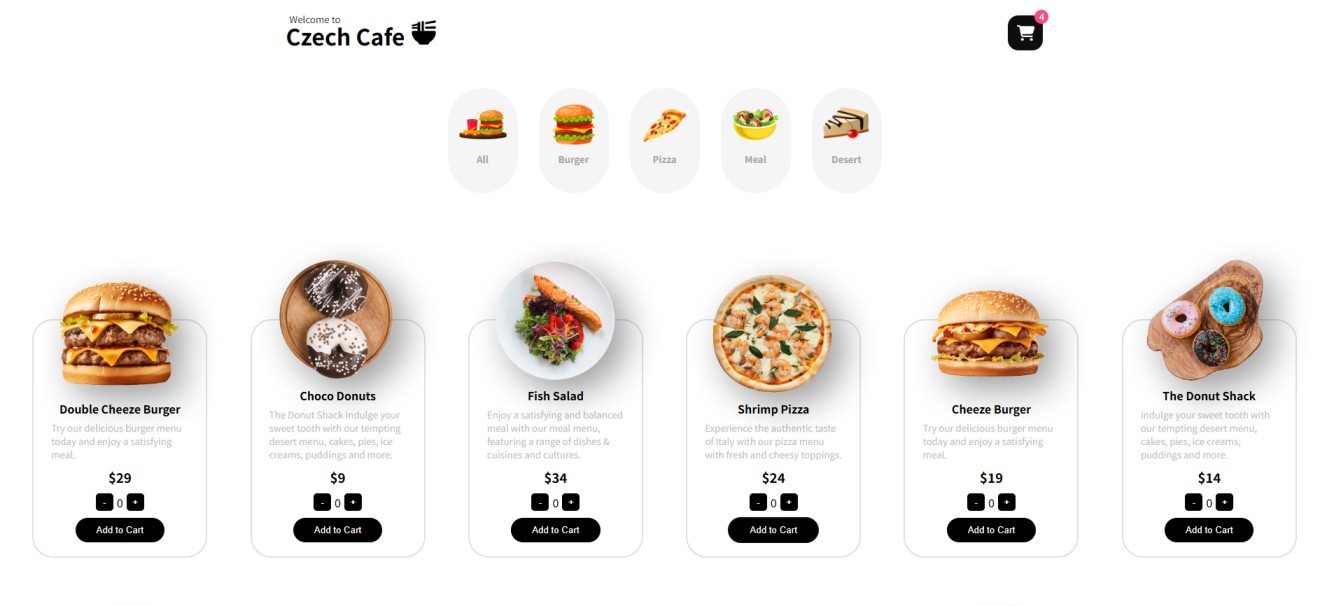 Welcome to
Czech Cafe
4
All
Burger
Pizza
Meal
Desert
Double Cheeze Burger
Try our delicious burger menu
today and enjoy a satisfying
meal.
$29
- 0 +
Add to Cart
Choco Donuts
The Donut Shack Indulge your
sweet tooth with our tempting
desert menu, cakes, pies, ice
creams, puddings and more.
$9
- 0 +
Add to Cart
Fish Salad
Enjoy a satisfying and balanced
meal with our meal menu,
featuring a range of dishes &
cuisines and cultures.
$34
- 0 +
Add to Cart
Shrimp Pizza
Experience the authentic taste
of Italy with our pizza menu
with fresh and cheesy toppings.
$24
- 0 +
Add to Cart
Cheeze Burger
Try our delicious burger menu
today and enjoy a satisfying
meal.
$19
- 0 +
Add to Cart
The Donut Shack
Indulge your sweet tooth with
our tempting desert menu,
cakes, pies, ice creams,
puddings and more.
$14
- 0 +
Add to Cart